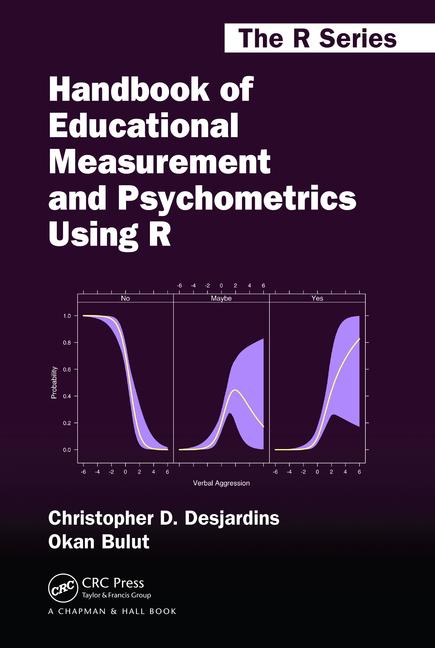 The R Series
Handbook of
Educational
Measurement
and Psychometrics
Using R
-6 -4 -2 0 2 4 6
No Maybe Yes
1.0
0.8
0.6
0.4
0.2
0.0
Probability
-6 -4 -2 0 2 4 6 -6 -4 -2 0 2 4 6
Verbal Aggression
Christopher D. Desjardins
Okan Bulut
CRC CRC Press
Taylor & Francis Group
A CHAPMAN & HALL BOOK